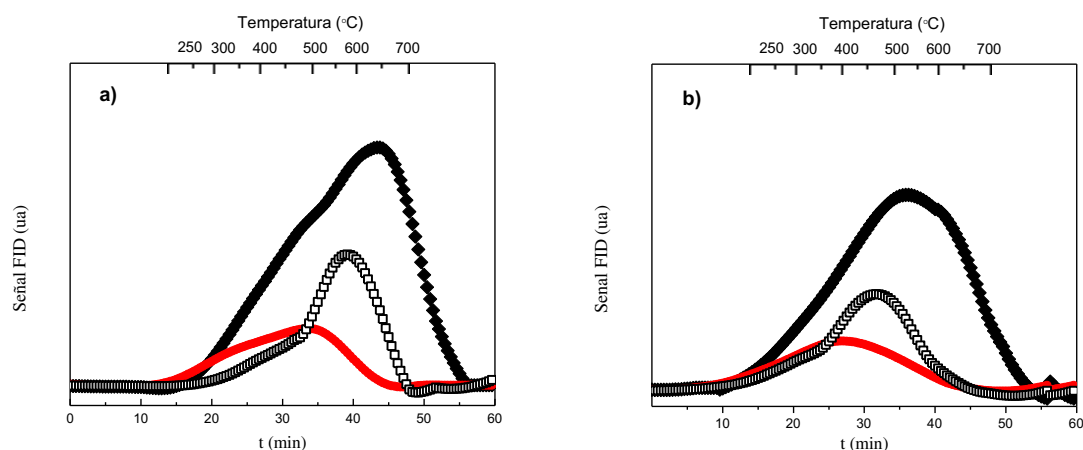 Temperatura (°C)
250 300 400 500 600 700
a)
Señal FID (ua)
0 10 20 30 40 50 60
t (min)
Temperatura (°C)
250 300 400 500 600 700
b)
Senal FID (ua)
10 20 30 40 50 60
t (min)